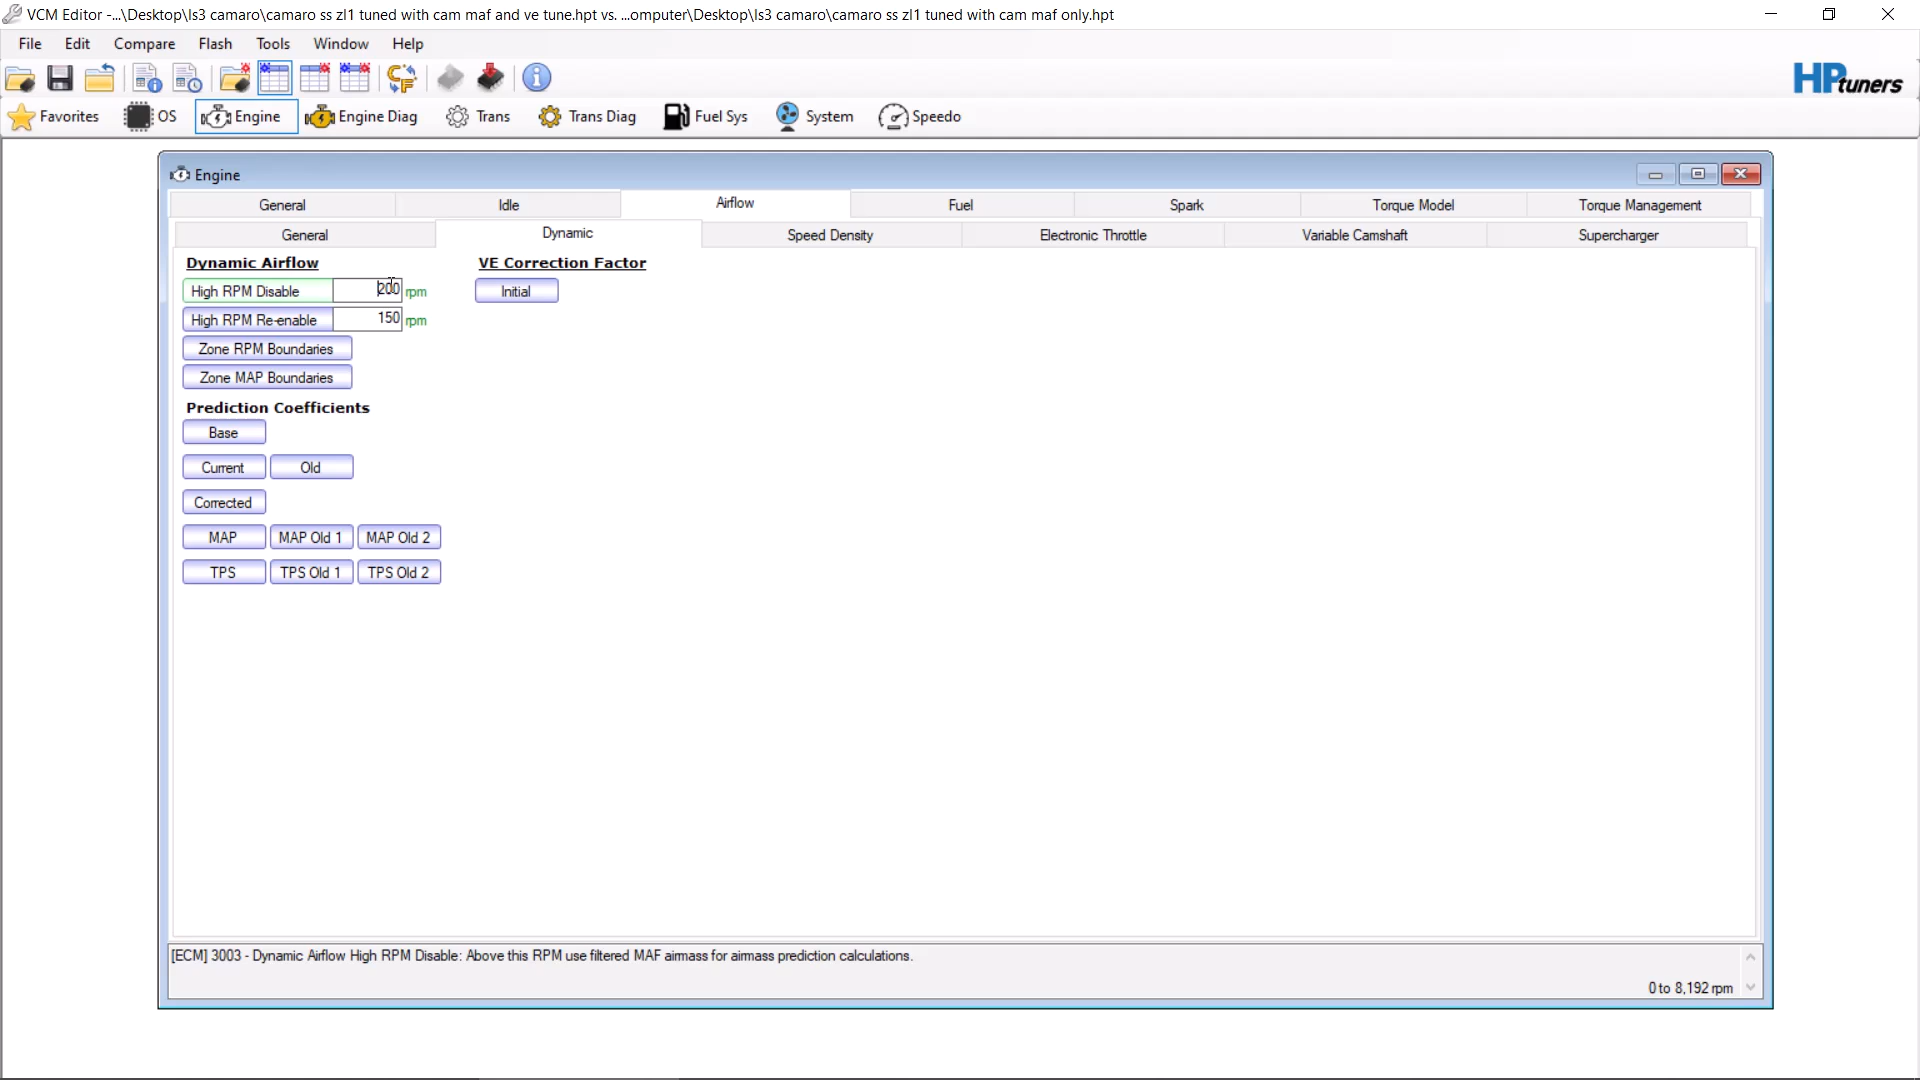 VCM Editor -...\Desktop\ls3 camaro\camaro ss zl1 tuned with cam maf and ve tune.hpt vs. ...omputer\Desktop\ls3 camaro\camaro ss zl1 tuned with cam maf only.hpt
File Edit Compare Flash Tools Window Help
HPtuners
Favorites OS Engine Engine Diag Trans Trans Diag Fuel Sys System Speedo
Engine
General Idle Airflow Fuel Spark Torque Model Torque Management
General Dynamic Speed Density Electronic Throttle Variable Camshaft Supercharger
Dynamic Airflow VE Correction Factor
High RPM Disable 200 rpm Initial
High RPM Re-enable 150 rpm
Zone RPM Boundaries
Zone MAP Boundaries
Prediction Coefficients
Base
Current Old
Corrected
MAP MAP Old 1 MAP Old 2
TPS TPS Old 1 TPS Old 2
[ECM] 3003 - Dynamic Airflow High RPM Disable: Above this RPM use filtered MAF airmass for airmass prediction calculations.
0 to 8,192 rpm